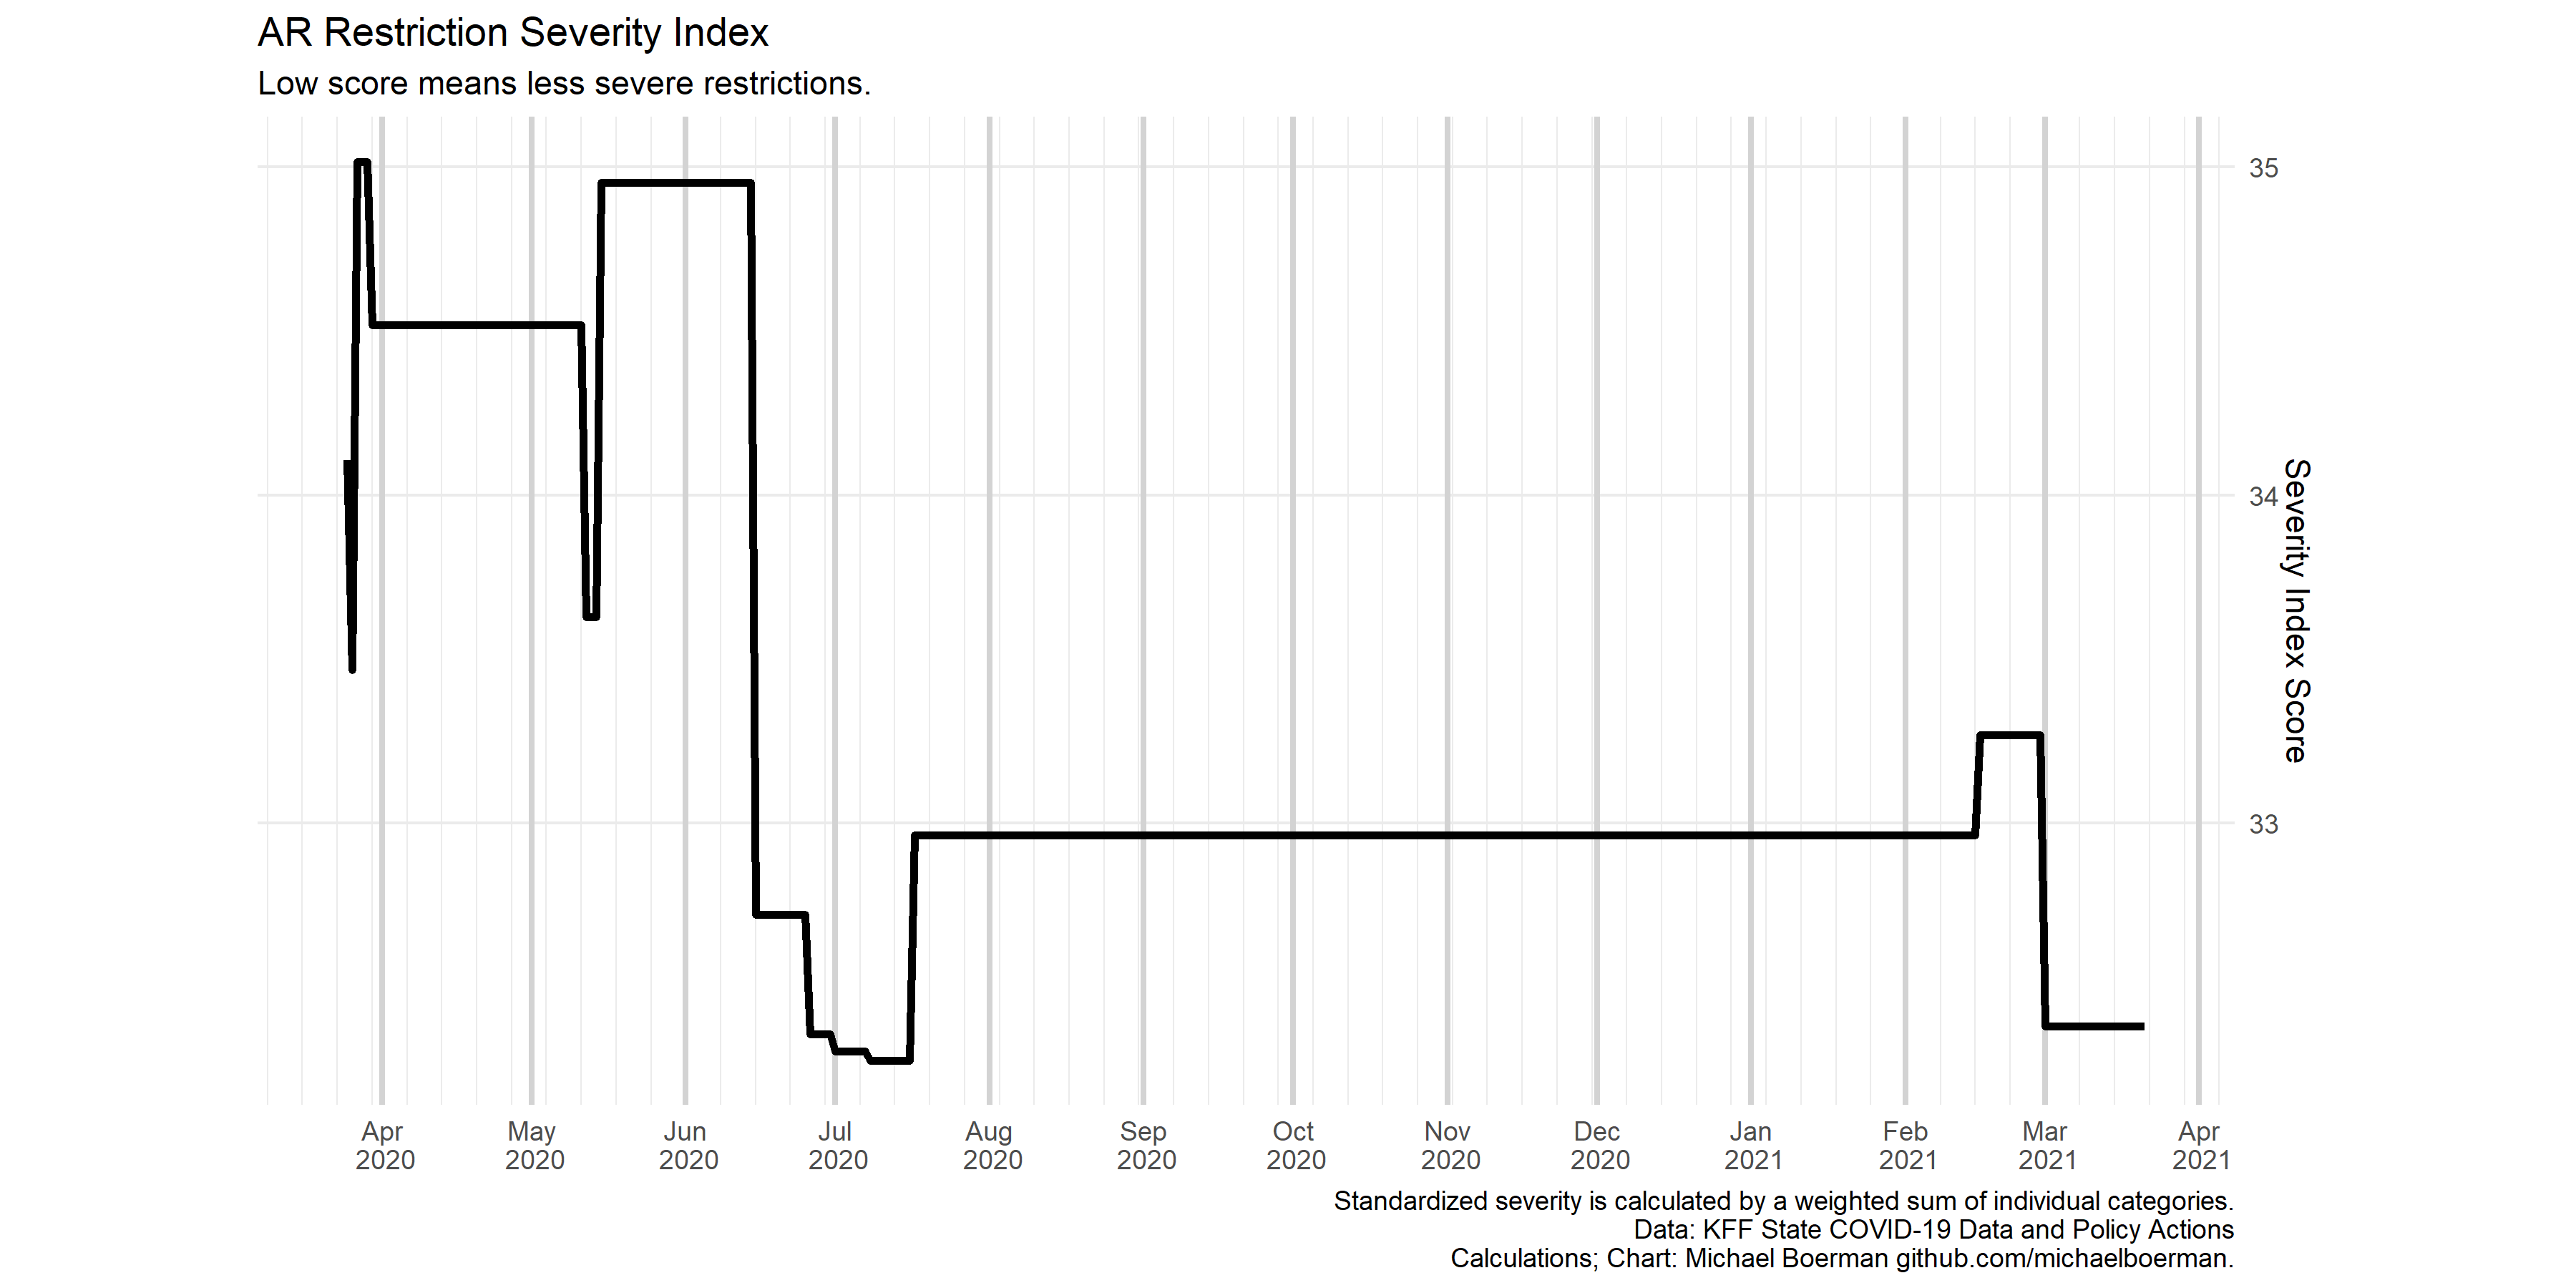 AR Restriction Severity Index
Low score means less severe restrictions.
35
34
33
Severity Index Score
Apr 2020
May 2020
Jun 2020
Jul 2020
Aug 2020
Sep 2020
Oct 2020
Nov 2020
Dec 2020
Jan 2021
Feb 2021
Mar 2021
Apr 2021
Standardized severity is calculated by a weighted sum of individual categories.
Data: KFF State COVID-19 Data and Policy Actions
Calculations; Chart: Michael Boerman github.com/michaelboerman.